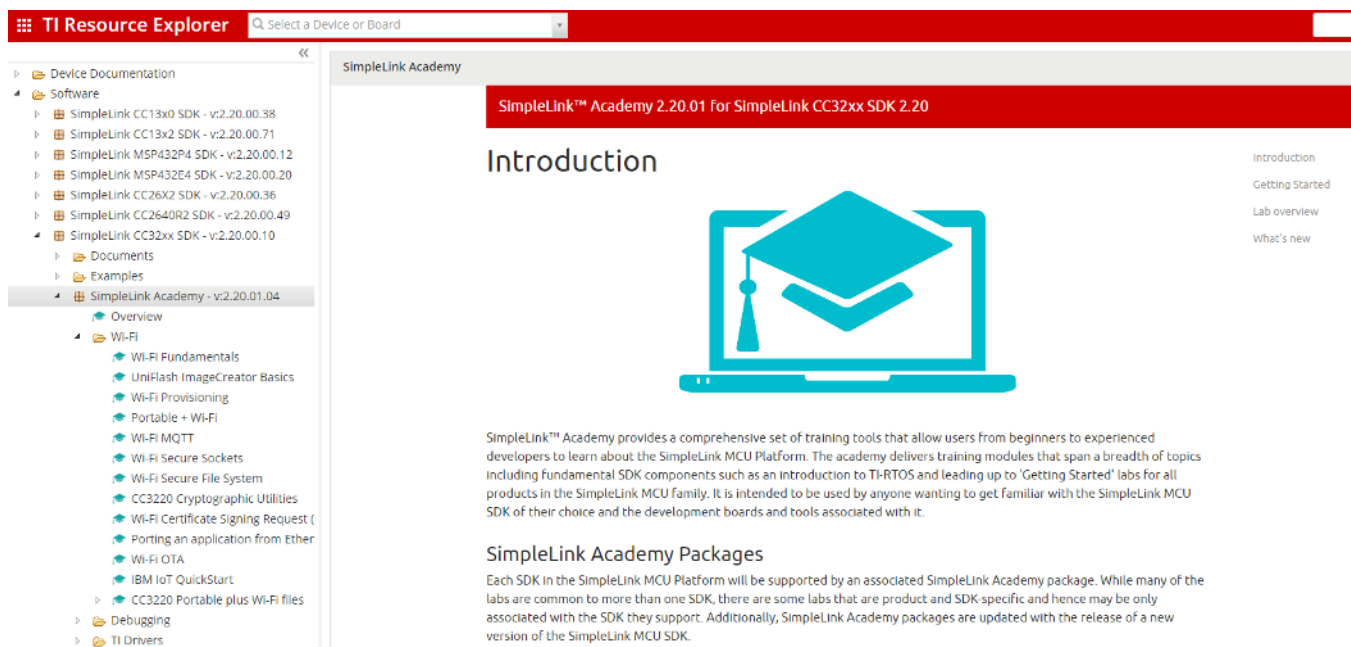 TI Resource Explorer
Select a Device or Board
«
Device Documentation
Software
SimpleLink CC13x0 SDK - v:2.20.00.38
SimpleLink CC13x2 SDK - v:2.20.00.71
SimpleLink MSP432P4 SDK - v:2.20.00.12
SimpleLink MSP432E4 SDK - v:2.20.00.20
SimpleLink CC26X2 SDK - v:2.20.00.36
SimpleLink CC2640R2 SDK - v:2.20.00.49
SimpleLink CC32xx SDK - v:2.20.00.10
Documents
Examples
SimpleLink Academy - v:2.20.01.04
Overview
Wi-Fi
Wi-Fi Fundamentals
UniFlash ImageCreator Basics
Wi-Fi Provisioning
Portable + Wi-Fi
Wi-Fi MQTT
Wi-Fi Secure Sockets
Wi-Fi Secure File System
CC3220 Cryptographic Utilities
Wi-Fi Certificate Signing Request (
Porting an application from Ether
Wi-Fi OTA
IBM IoT QuickStart
CC3220 Portable plus Wi-Fi files
Debugging
TI Drivers
SimpleLink Academy
SimpleLink™ Academy 2.20.01 for SimpleLink CC32xx SDK 2.20
Introduction
SimpleLink™ Academy provides a comprehensive set of training tools that allow users from beginners to experienced
developers to learn about the SimpleLink MCU Platform. The academy delivers training modules that span a breadth of topics
including fundamental SDK components such as an introduction to TI-RTOS and leading up to 'Getting Started' labs for all
products in the SimpleLink MCU family. It is intended to be used by anyone wanting to get familiar with the SimpleLink MCU
SDK of their choice and the development boards and tools associated with it.
SimpleLink Academy Packages
Each SDK in the SimpleLink MCU Platform will be supported by an associated SimpleLink Academy package. While many of the
labs are common to more than one SDK, there are some labs that are product and SDK-specific and hence may be only
associated with the SDK they support. Additionally, SimpleLink Academy packages are updated with the release of a new
version of the SimpleLink MCU SDK.
Introduction
Getting Started
Lab overview
What's new